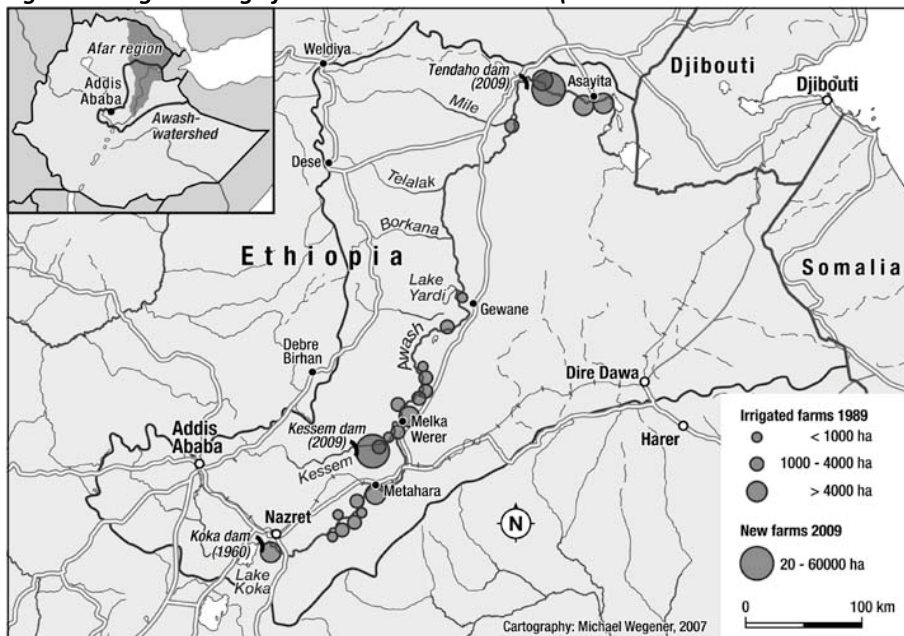 Afar region
Addis
Ababa
Awash-
watershed
Weldiya
Tendaho dam
(2009)
Asayita
Djibouti
Djibouti
Mile
Dese
Telalak
Borkana
Ethiopia
Somalia
Lake
Yardi
Gewane
Awash
Debre
Birhan
Dire Dawa
Harer
Addis
Ababa
Kessem dam
(2009)
Melka
Werer
Kessem
Metahara
Nazret
Koka dam
(1960)
Lake
Koka
N
Irrigated farms 1989
< 1000 ha
1000 - 4000 ha
> 4000 ha
New farms 2009
20 - 60000 ha
0 100 km
Cartography: Michael Wegener, 2007